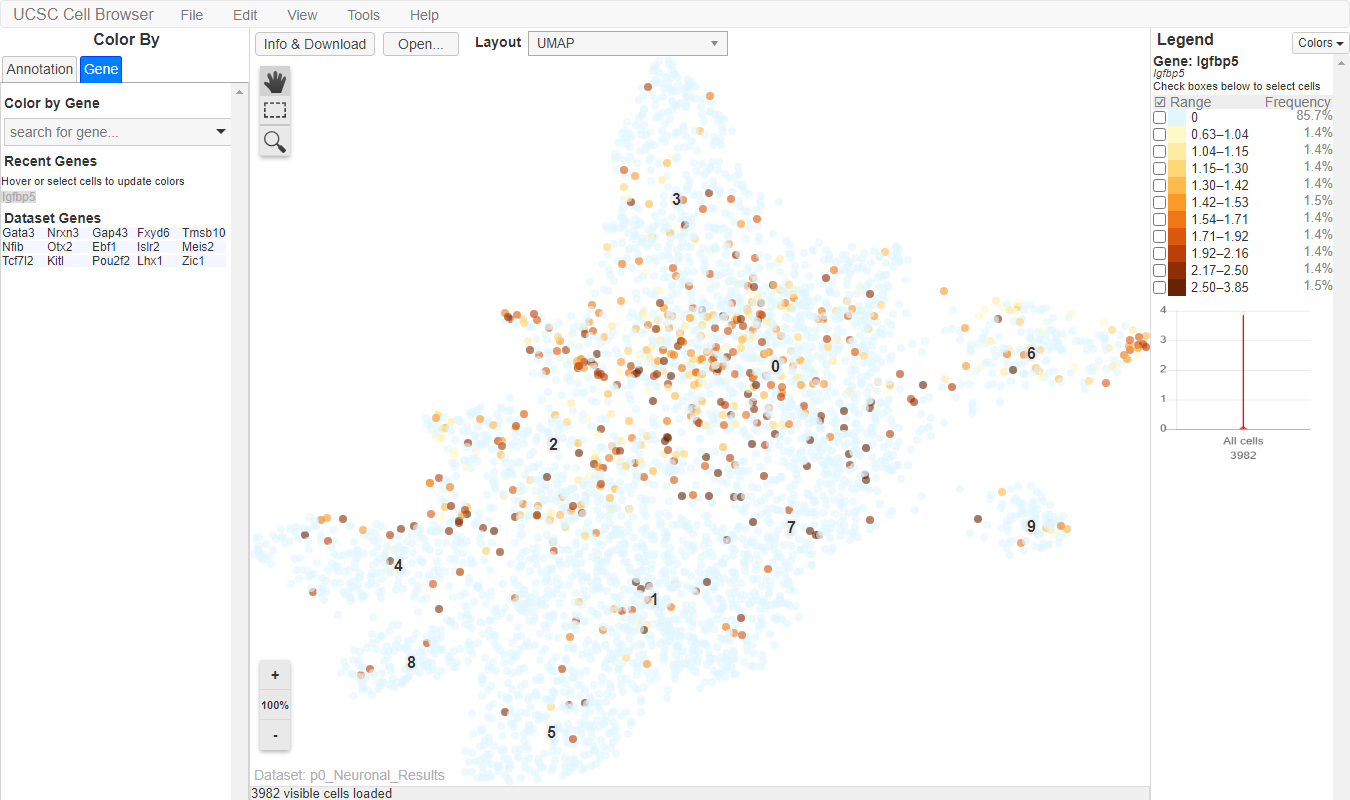 UCSC Cell Browser File Edit View Tools Help
Color By
Annotation Gene
Color by Gene
search for gene...
Recent Genes
Hover or select cells to update colors
Igfbp5
Dataset Genes
Gata3 Nrxn3 Gap43 Fxyd6 Tmsb10
Nfib Otx2 Ebf1 Islr2 Meis2
Tcf7l2 Kitl Pou2f2 Lhx1 Zic1
Info & Download Open... Layout UMAP
3
0
6
2
7
9
4
1
8
5
+
100%
-
Dataset: p0_Neuronal_Results
3982 visible cells loaded
Legend Colors
Gene: Igfbp5
Igfbp5
Check boxes below to select cells
Range Frequency
0 85.7%
0.63–1.04 1.4%
1.04–1.15 1.4%
1.15–1.30 1.4%
1.30–1.42 1.4%
1.42–1.53 1.5%
1.54–1.71 1.4%
1.71–1.92 1.4%
1.92–2.16 1.4%
2.17–2.50 1.4%
2.50–3.85 1.5%
4
3
2
1
0
All cells
3982